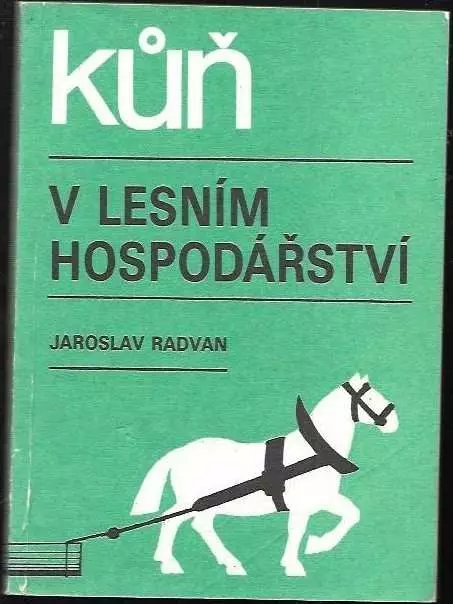 kůň
V LESNÍM
HOSPODÁŘSTVÍ
JAROSLAV RADVAN